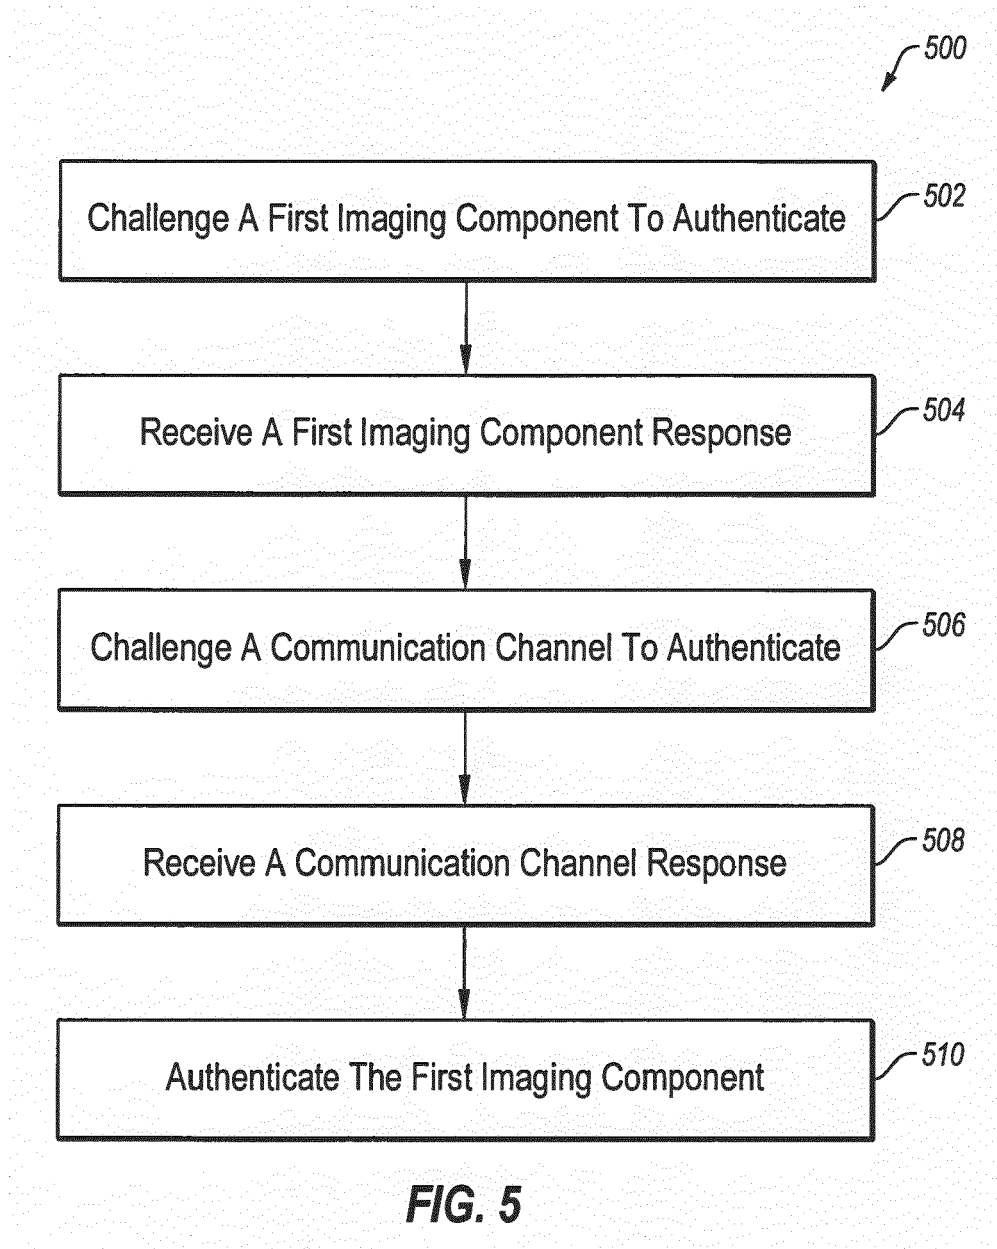 500
Challenge A First Imaging Component To Authenticate
502
Receive A First Imaging Component Response
504
Challenge A Communication Channel To Authenticate
506
Receive A Communication Channel Response
508
Authenticate The First Imaging Component
510
FIG. 5